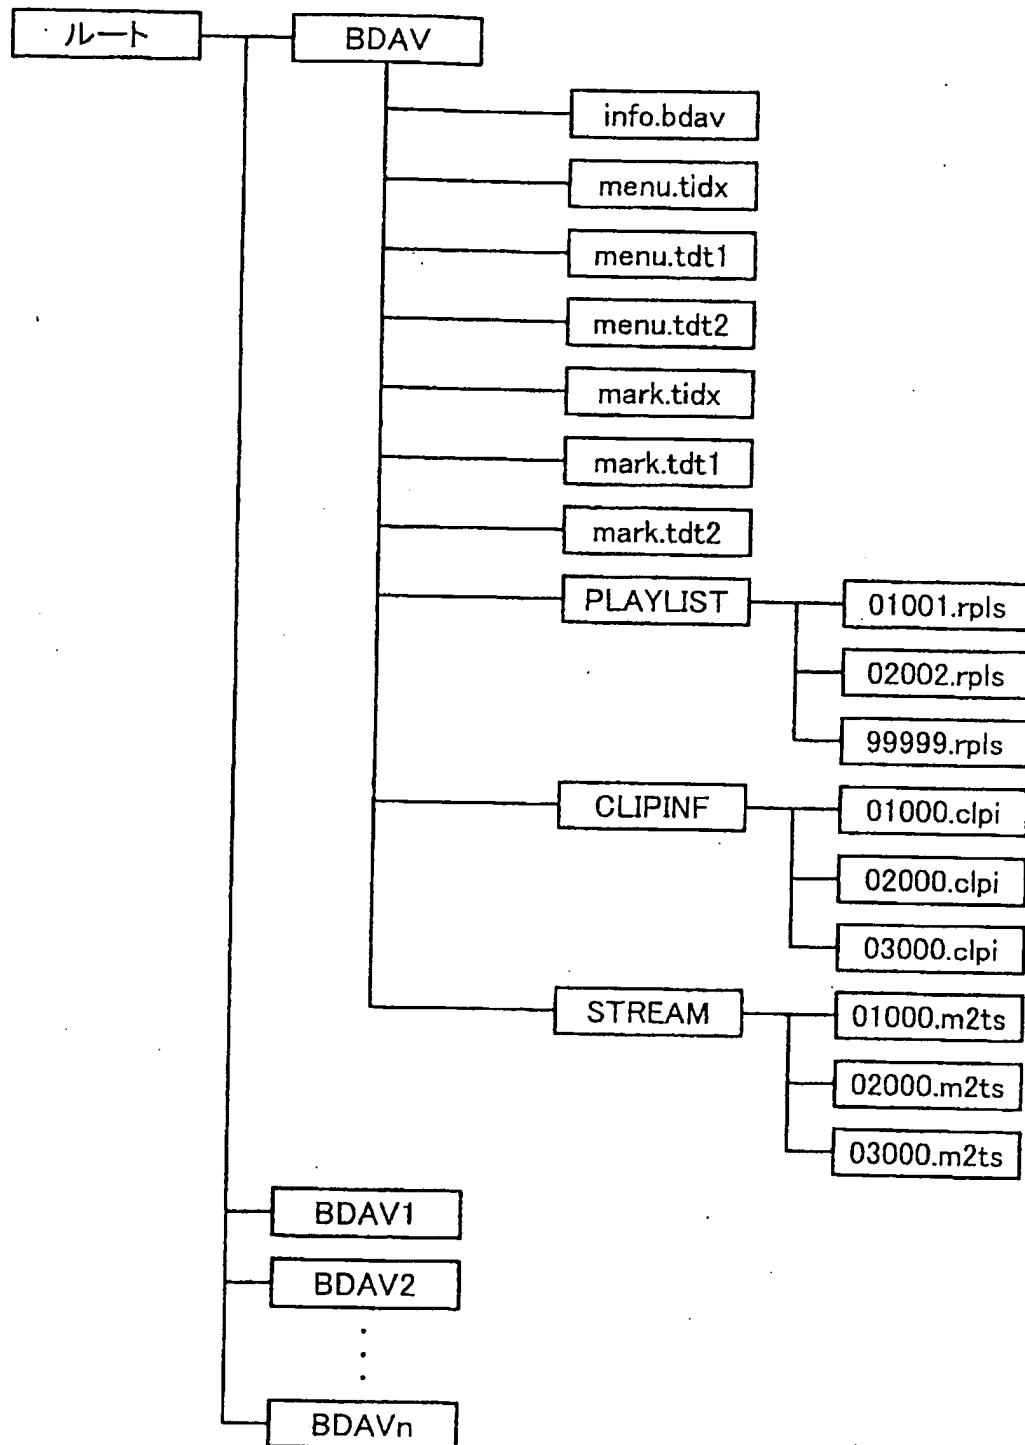 ルート
BDAV
info.bdav
menu.tidx
menu.tdt1
menu.tdt2
mark.tidx
mark.tdt1
mark.tdt2
PLAYLIST
01001.rpls
02002.rpls
99999.rpls
CLIPINF
01000.clpi
02000.clpi
03000.clpi
STREAM
01000.m2ts
02000.m2ts
03000.m2ts
BDAV1
BDAV2
BDAVn